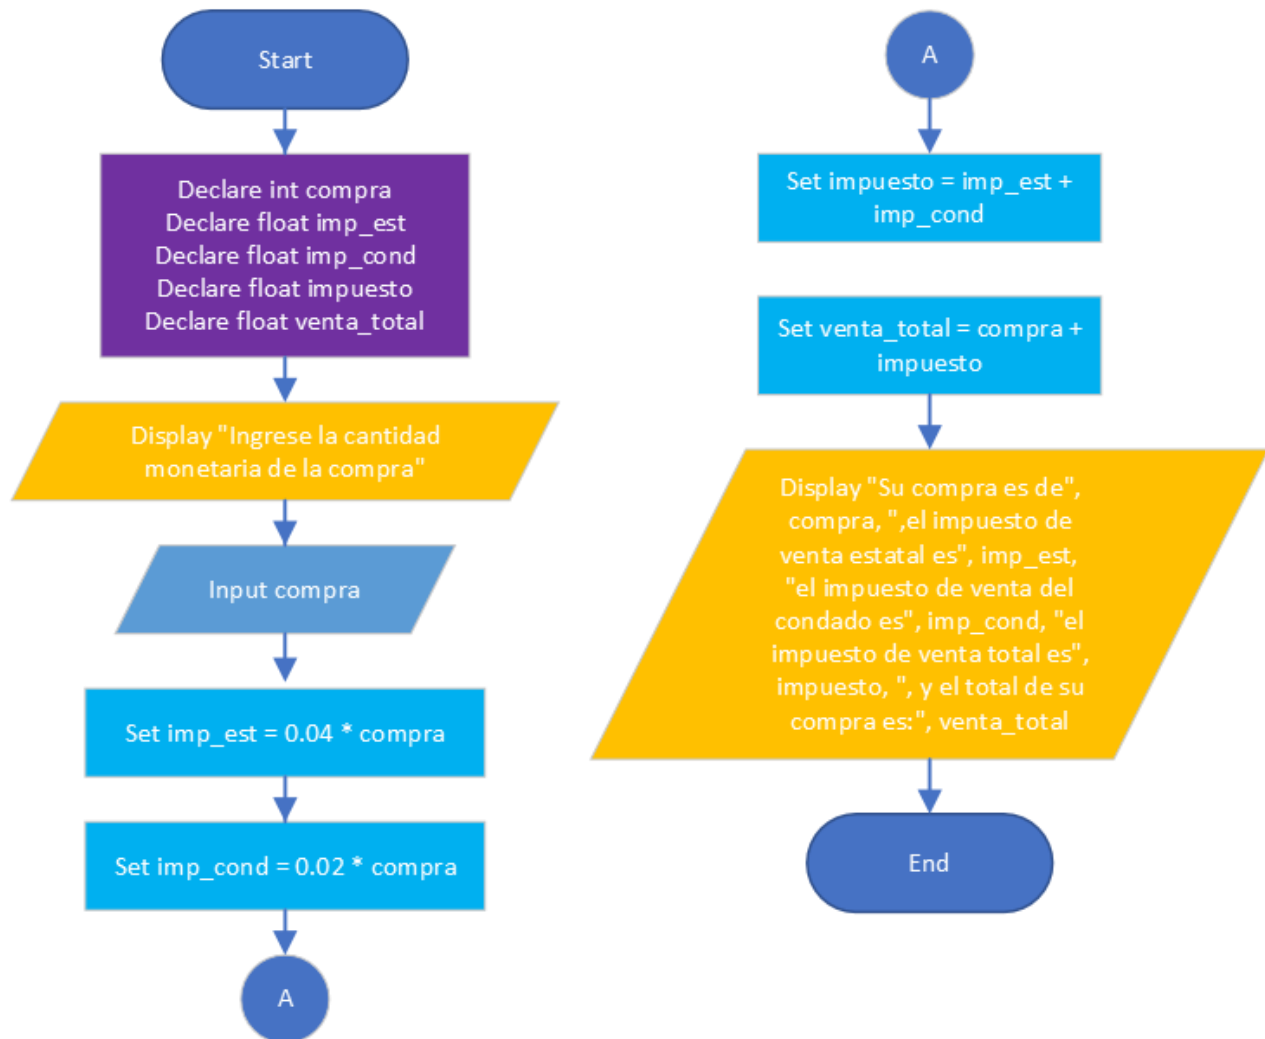 Start
Declare int compra
Declare float imp_est
Declare float imp_cond
Declare float impuesto
Declare float venta_total
Display "Ingrese la cantidad
monetaria de la compra"
Input compra
Set imp_est = 0.04 * compra
Set imp_cond = 0.02 * compra
A
A
Set impuesto = imp_est +
imp_cond
Set venta_total = compra +
impuesto
Display "Su compra es de",
compra, ",el impuesto de
venta estatal es", imp_est,
"el impuesto de venta del
condado es", imp_cond, "el
impuesto de venta total es",
impuesto, ", y el total de su
compra es:", venta_total
End